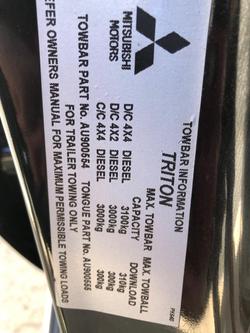 TOWBAR INFORMATION
TRITON
MITSUBISHI
MOTORS
MAX. TOWBAR MAX. TOWBALL
CAPACITY DOWNLOAD
D/C 4X4 DIESEL 3100kg 310kg
D/C 4X2 DIESEL 3000kg 300kg
C/C 4X4 DIESEL 3000kg 300kg
TOWBAR PART No. AU900654 TONGUE PART No.
FOR TRAILER TOWING ONLY
EFER OWNERS MANUAL FOR MAXIMUM PERMISSIBLE TOWING LOADS